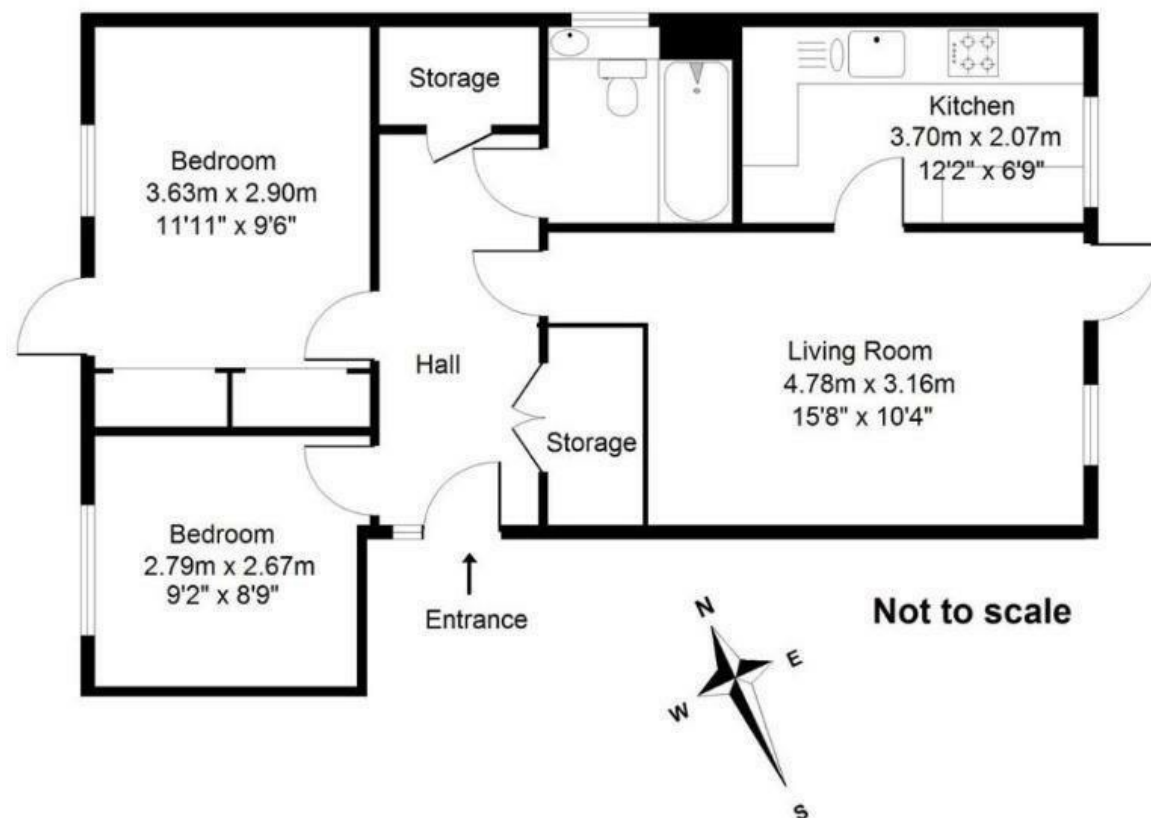 Storage
Bedroom
3.63m x 2.90m
11'11" x 9'6"
Kitchen
3.70m x 2.07m
12'2" x 6'9"
Hall
Living Room
4.78m x 3.16m
15'8" x 10'4"
Storage
Bedroom
2.79m x 2.67m
9'2" x 8'9"
Entrance
Not to scale
N
E
W
S